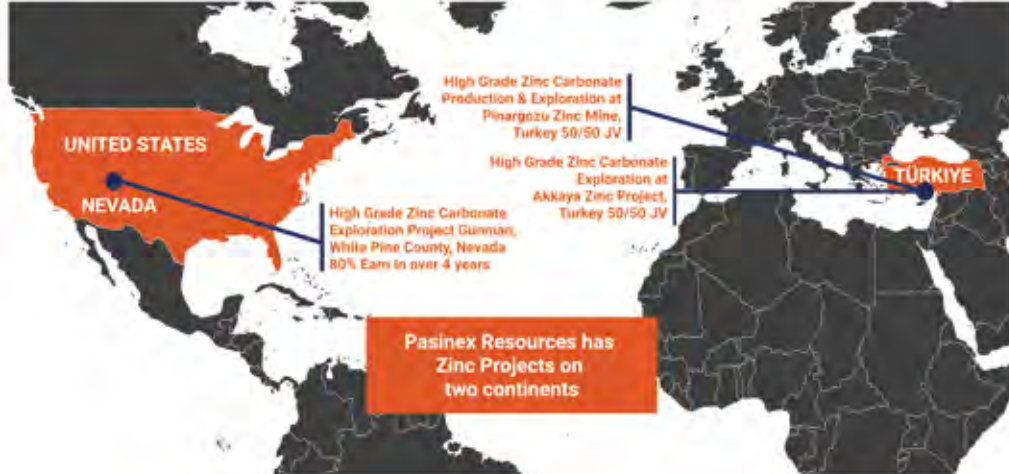 UNITED STATES
NEVADA
High Grade Zinc Carbonate
Exploration Project Gunman,
White Pine County, Nevada
80% Earn in over 4 years
High Grade Zinc Carbonate
Production & Exploration at
Pinargozu Zinc Mine,
Turkey 50/50 JV
High Grade Zinc Carbonate
Exploration at
Akkaya Zinc Project,
Turkey 50/50 JV
TÜRKIYE
Pasinex Resources has
Zinc Projects on
two continents